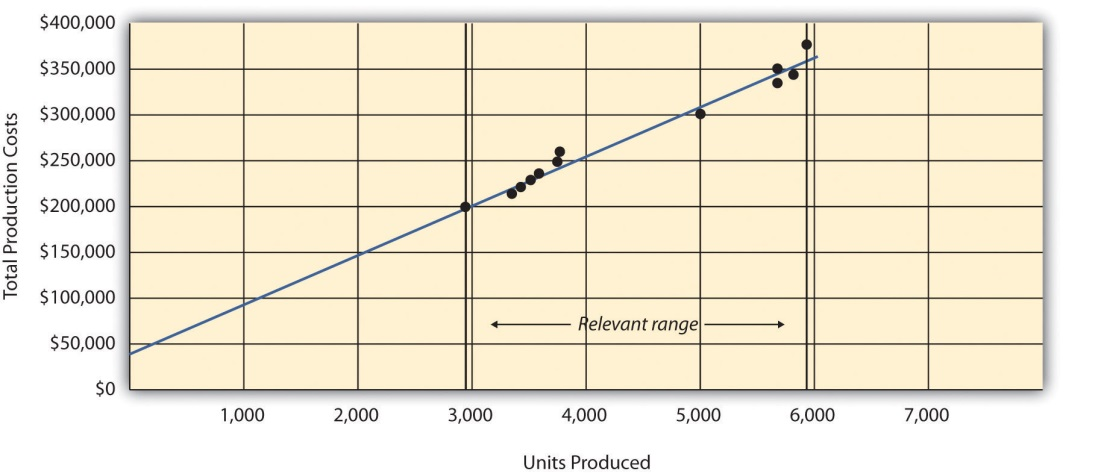 $400,000
$350,000
$300,000
$250,000
$200,000
$150,000
$100,000
$50,000
$0
Total Production Costs
Relevant range
1,000 2,000 3,000 4,000 5,000 6,000 7,000
Units Produced